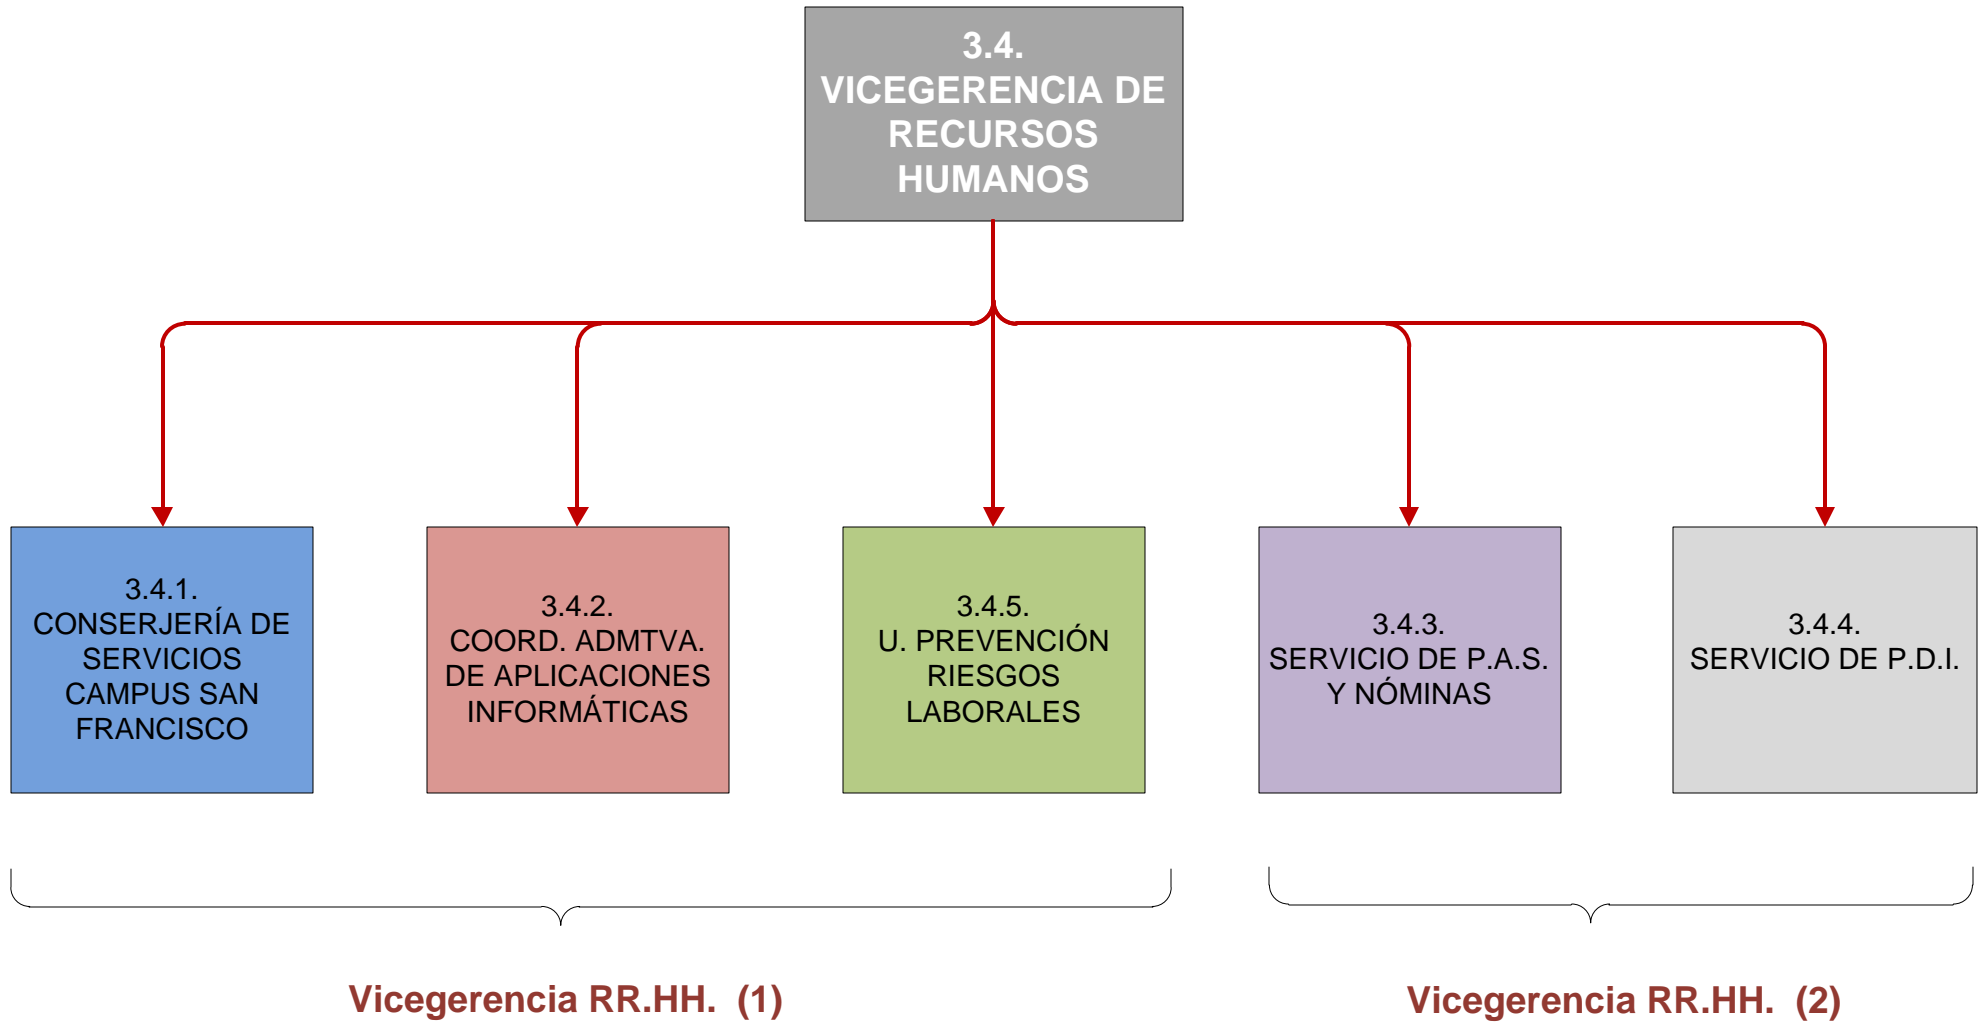 3.4.
VICEGERENCIA DE
RECURSOS
HUMANOS
3.4.1.
CONSERJERÍA DE
SERVICIOS
CAMPUS SAN
FRANCISCO
3.4.2.
COORD. ADMTVA.
DE APLICACIONES
INFORMÁTICAS
3.4.5.
U. PREVENCIÓN
RIESGOS
LABORALES
3.4.3.
SERVICIO DE P.A.S.
Y NÓMINAS
3.4.4.
SERVICIO DE P.D.I.
Vicegerencia RR.HH. (1)
Vicegerencia RR.HH. (2)